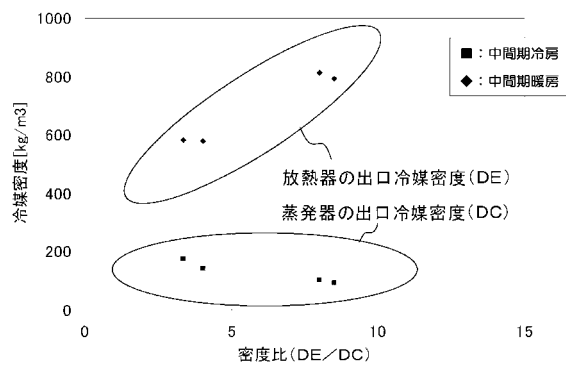 1000
800
600
400
200
0
冷媒密度[kg/m3]
■：中間期冷房
◆：中間期暖房
放熱器の出口冷媒密度(DE)
蒸発器の出口冷媒密度(DC)
0 5 10 15
密度比(DE／DC)